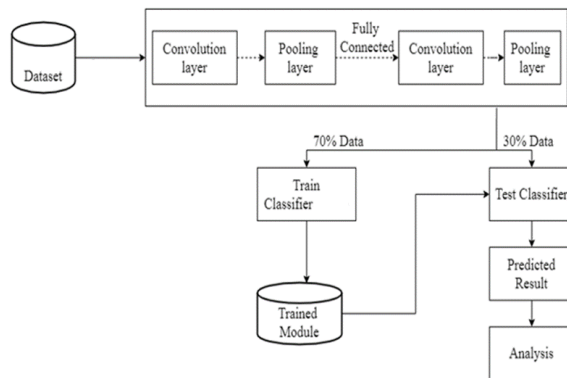 Dataset
Convolution
layer
Pooling
layer
Fully
Connected
Convolution
layer
Pooling
layer
70% Data
30% Data
Train
Classifier
Test Classifier
Trained
Module
Predicted
Result
Analysis